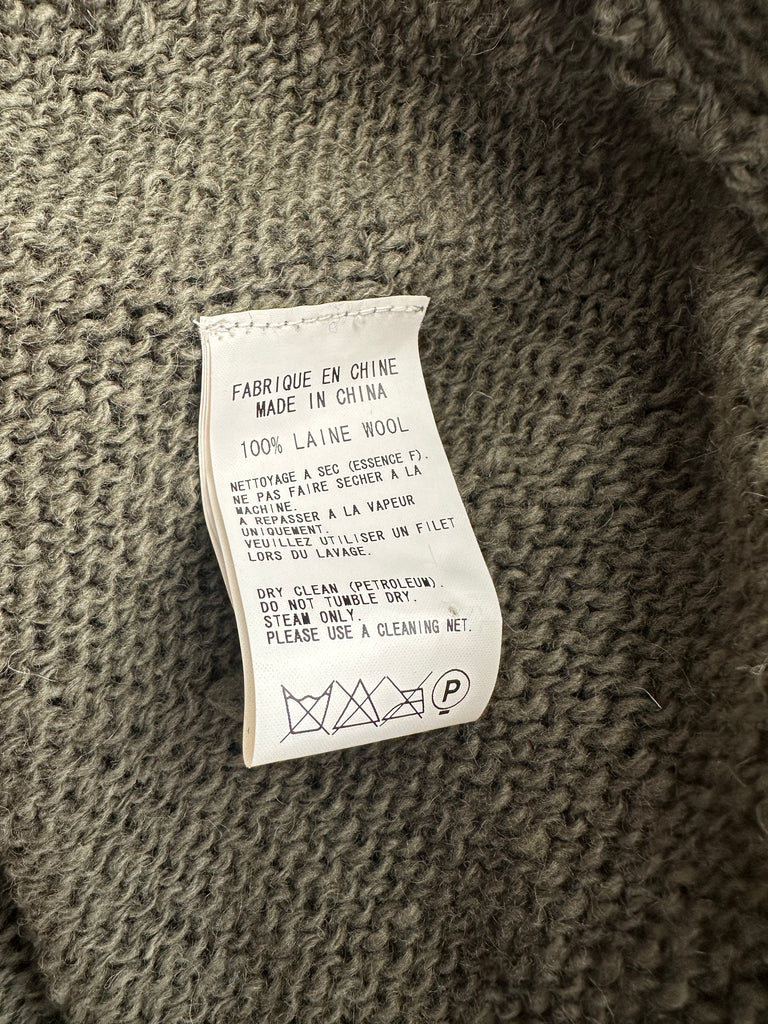 FABRIQUE EN CHINE
MADE IN CHINA
100% LAINE WOOL
NETTOYAGE A SEC (ESSENCE F).
NE PAS FAIRE SECHER A LA
MACHINE.
A REPASSER A LA VAPEUR
UNIQUEMENT.
VEUILLEZ UTILISER UN FILET
LORS DU LAVAGE.
DRY CLEAN (PETROLEUM).
DO NOT TUMBLE DRY.
STEAM ONLY.
PLEASE USE A CLEANING NET.
P